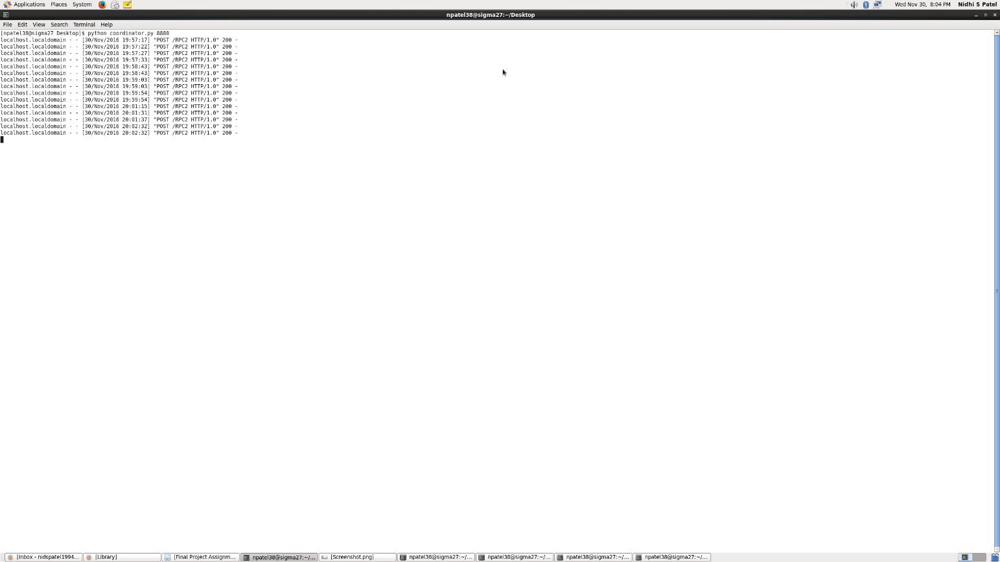 Applications Places System Wed Nov 30, 8:04 PM Nidhi S Patel
npatel38@sigma27:~/Desktop
File Edit View Search Terminal Help
[npatel38@sigma27 Desktop]$ python coordinator.py 8888
localhost.localdomain - - [30/Nov/2016 19:57:17] "POST /RPC2 HTTP/1.0" 200 -
localhost.localdomain - - [30/Nov/2016 19:57:22] "POST /RPC2 HTTP/1.0" 200 -
localhost.localdomain - - [30/Nov/2016 19:57:27] "POST /RPC2 HTTP/1.0" 200 -
localhost.localdomain - - [30/Nov/2016 19:57:33] "POST /RPC2 HTTP/1.0" 200 -
localhost.localdomain - - [30/Nov/2016 19:58:43] "POST /RPC2 HTTP/1.0" 200 -
localhost.localdomain - - [30/Nov/2016 19:58:43] "POST /RPC2 HTTP/1.0" 200 -
localhost.localdomain - - [30/Nov/2016 19:59:03] "POST /RPC2 HTTP/1.0" 200 -
localhost.localdomain - - [30/Nov/2016 19:59:03] "POST /RPC2 HTTP/1.0" 200 -
localhost.localdomain - - [30/Nov/2016 19:59:54] "POST /RPC2 HTTP/1.0" 200 -
localhost.localdomain - - [30/Nov/2016 19:59:54] "POST /RPC2 HTTP/1.0" 200 -
localhost.localdomain - - [30/Nov/2016 20:01:15] "POST /RPC2 HTTP/1.0" 200 -
localhost.localdomain - - [30/Nov/2016 20:01:31] "POST /RPC2 HTTP/1.0" 200 -
localhost.localdomain - - [30/Nov/2016 20:01:37] "POST /RPC2 HTTP/1.0" 200 -
localhost.localdomain - - [30/Nov/2016 20:02:32] "POST /RPC2 HTTP/1.0" 200 -
localhost.localdomain - - [30/Nov/2016 20:02:32] "POST /RPC2 HTTP/1.0" 200 -
[Inbox - nidspatel1994... [Library] [Final Project Assignm... npatel38@sigma27:~/... [Screenshot.png] npatel38@sigma27:~/... npatel38@sigma27:~/... npatel38@sigma27:~/... npatel38@sigma27:~/...